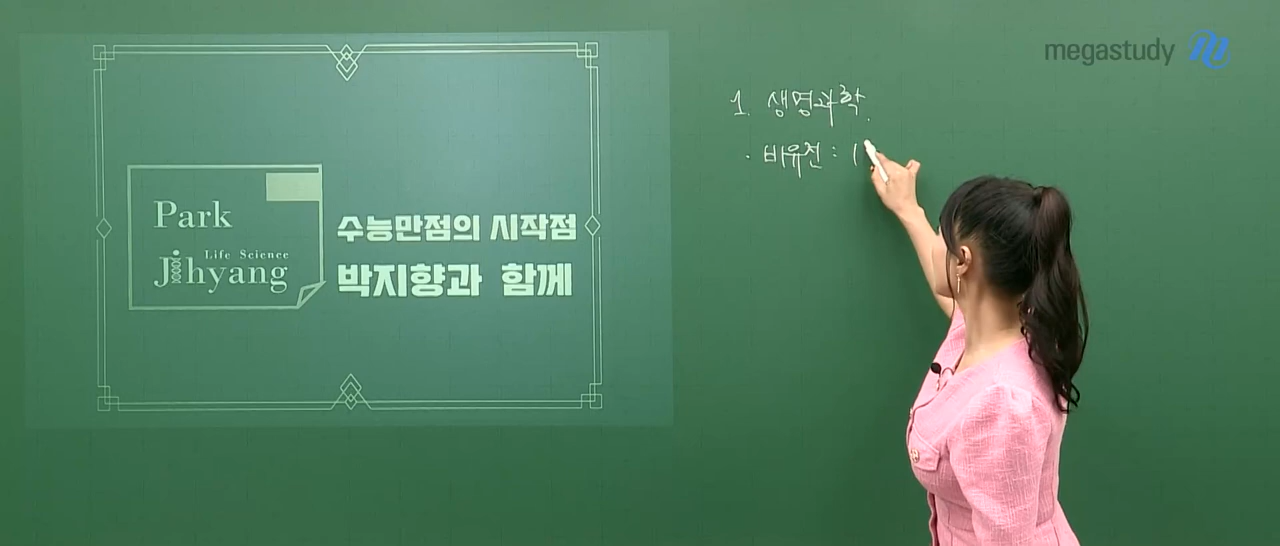 megastudy
Park
Life Science
Jihyang
수능만점의 시작점
박지향과 함께
1. 생명과학.
· 비유전 : 1